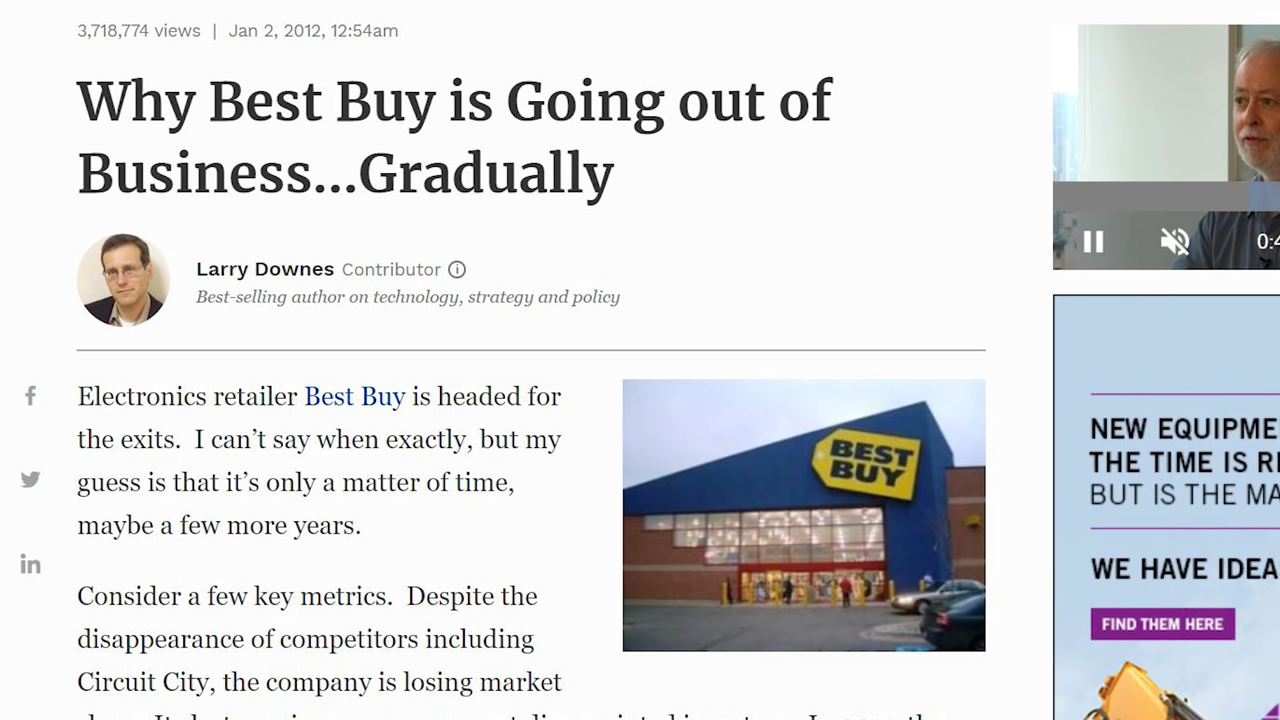 3,718,774 views | Jan 2, 2012, 12:54am
Why Best Buy is Going out of
Business...Gradually
Larry Downes Contributor
Best-selling author on technology, strategy and policy
Electronics retailer Best Buy is headed for
the exits. I can't say when exactly, but my
guess is that it's only a matter of time,
maybe a few more years.
Consider a few key metrics. Despite the
disappearance of competitors including
Circuit City, the company is losing market
BEST
BUY
0:4
NEW EQUIPME
THE TIME IS R
BUT IS THE MA
WE HAVE IDEA
FIND THEM HERE